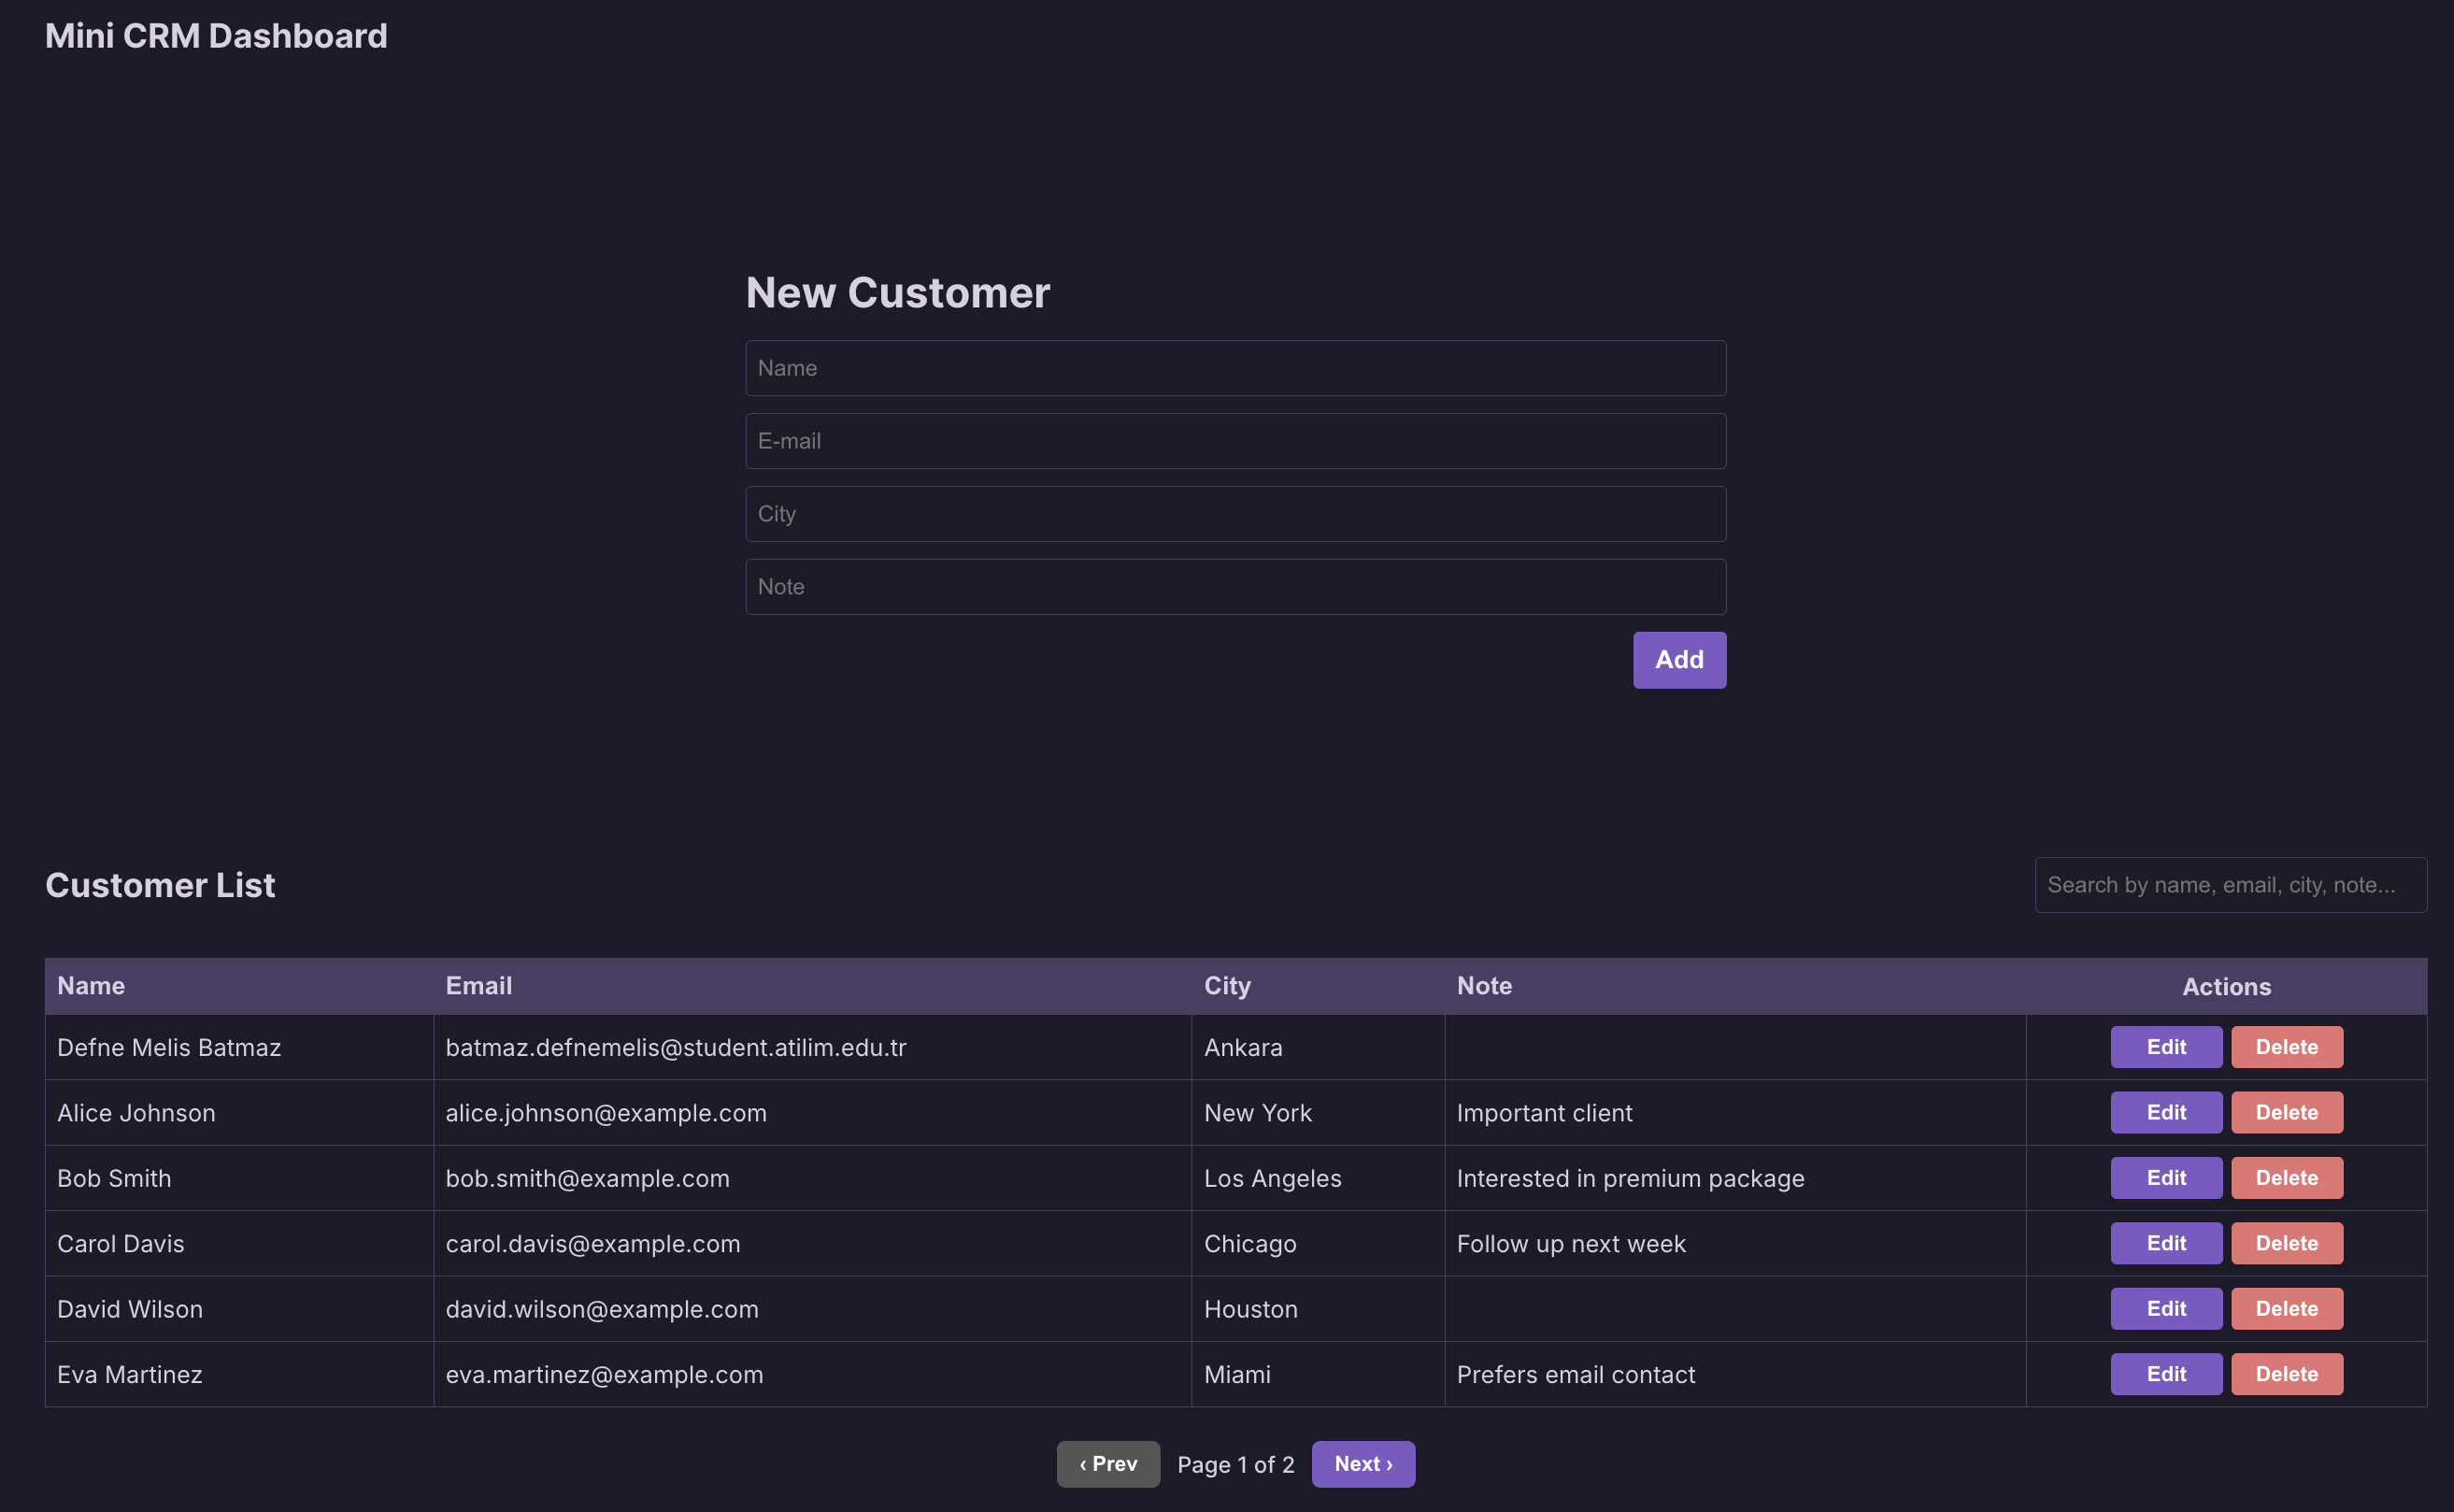 Mini CRM Dashboard
New Customer
Name
E-mail
City
Note
Add
Customer List
Search by name, email, city, note...
Name Email City Note Actions
Defne Melis Batmaz batmaz.defnemelis@student.atilim.edu.tr Ankara Edit Delete
Alice Johnson alice.johnson@example.com New York Important client Edit Delete
Bob Smith bob.smith@example.com Los Angeles Interested in premium package Edit Delete
Carol Davis carol.davis@example.com Chicago Follow up next week Edit Delete
David Wilson david.wilson@example.com Houston Edit Delete
Eva Martinez eva.martinez@example.com Miami Prefers email contact Edit Delete
‹ Prev Page 1 of 2 Next ›